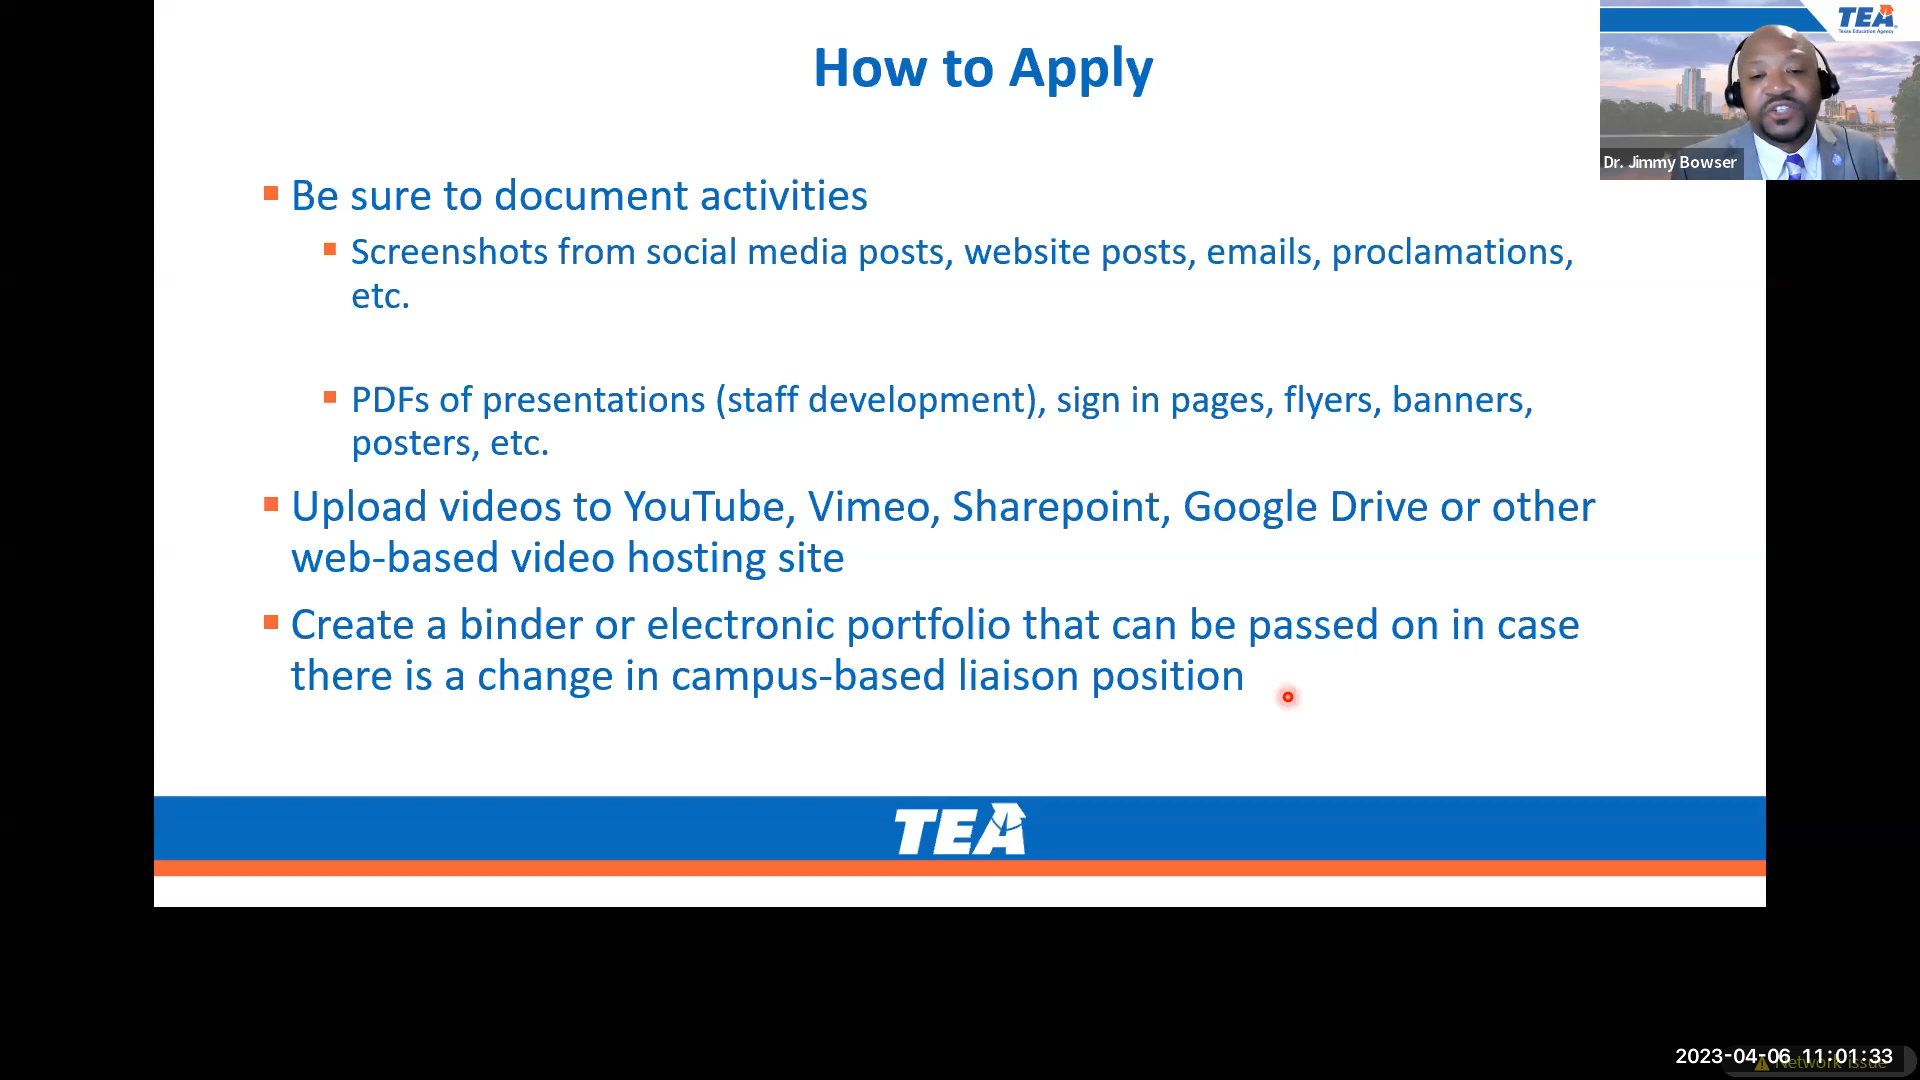 How to Apply
TEA
Texas Education Agency
Dr. Jimmy Bowser
Be sure to document activities
Screenshots from social media posts, website posts, emails, proclamations,
etc.
PDFs of presentations (staff development), sign in pages, flyers, banners,
posters, etc.
Upload videos to YouTube, Vimeo, Sharepoint, Google Drive or other
web-based video hosting site
Create a binder or electronic portfolio that can be passed on in case
there is a change in campus-based liaison position
TEA
2023-04-06 11:01:33
Network issue